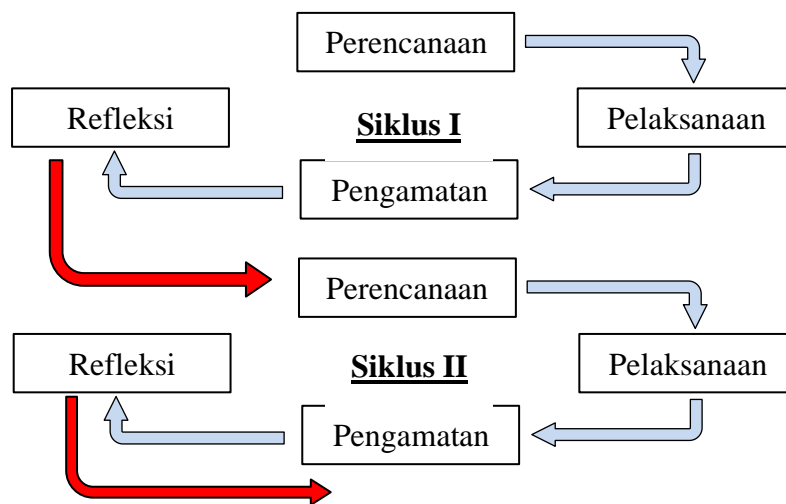 Perencanaan
Refleksi
Siklus I
Pelaksanaan
Pengamatan
Perencanaan
Refleksi
Siklus II
Pelaksanaan
Pengamatan